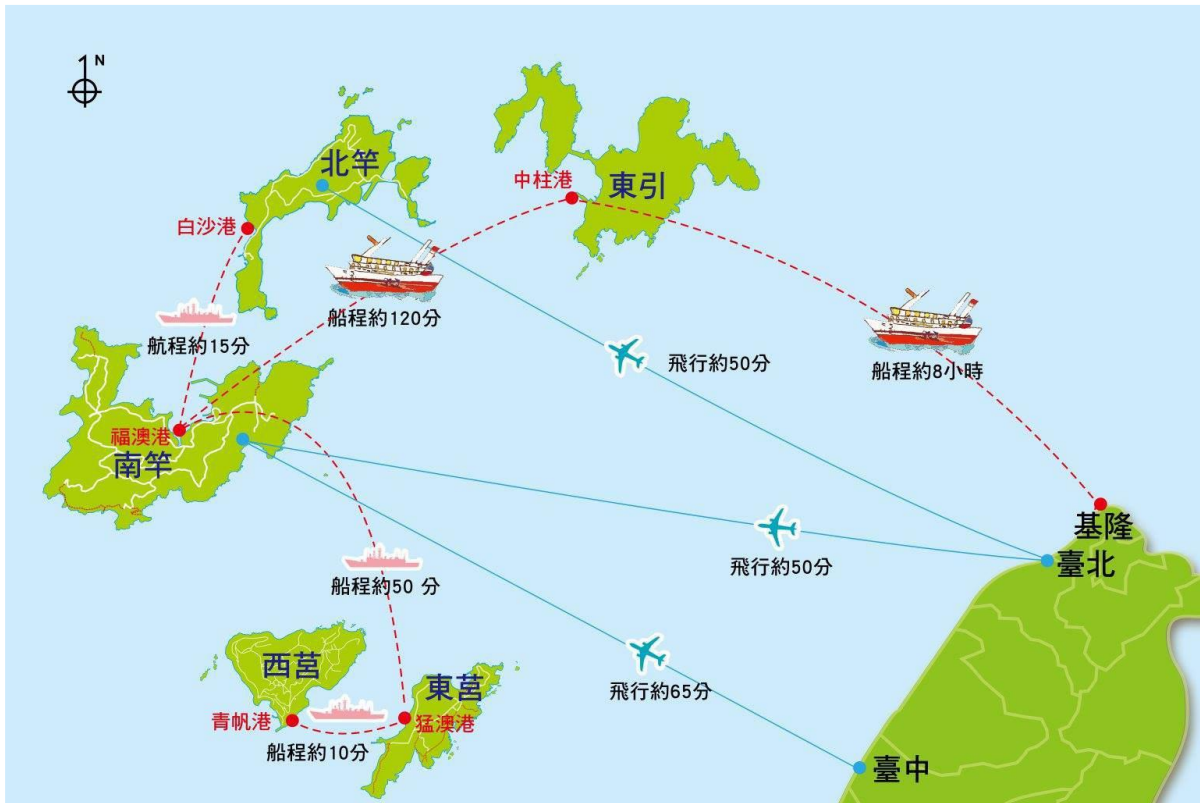 N
北竿
中柱港
東引
白沙港
船程約120分
航程約15分
飛行約50分
船程約8小時
福澳港
南竿
基隆
臺北
飛行約50分
船程約50 分
西莒
東莒
飛行約65分
青帆港
猛澳港
船程約10分
臺中